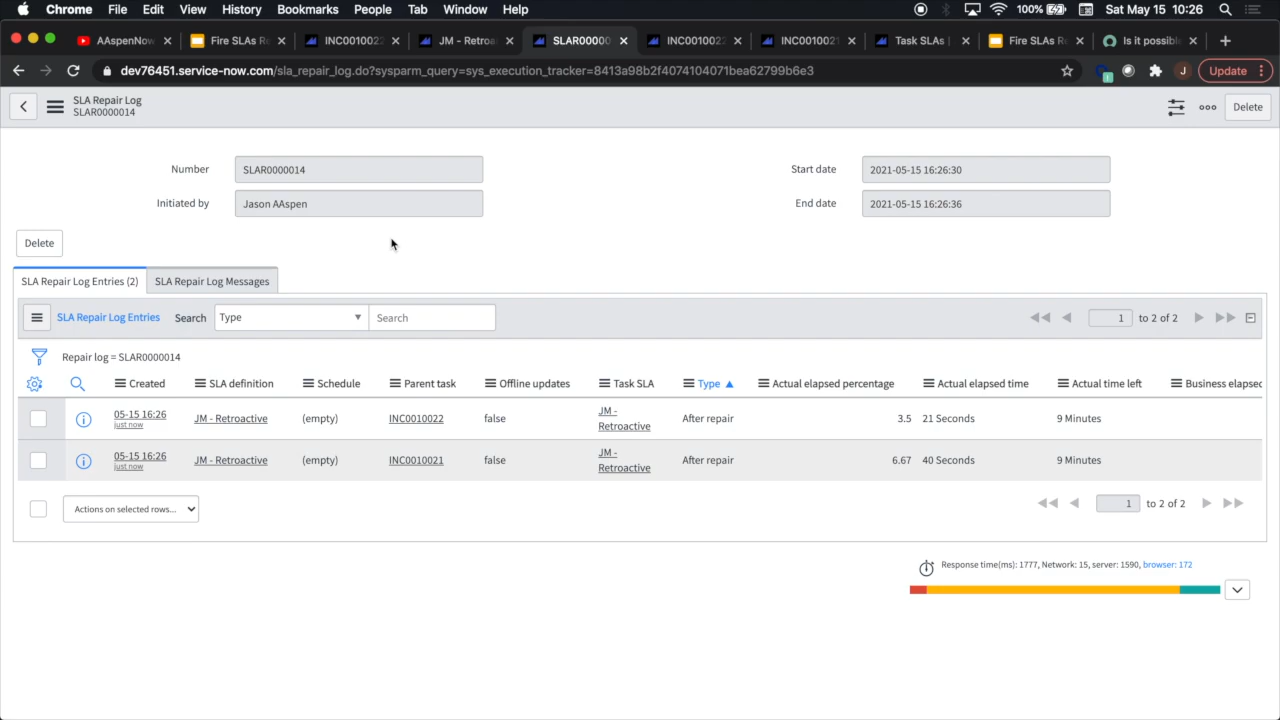 Chrome File Edit View History Bookmarks People Tab Window Help 100% Sat May 15 10:26
AAspenNow Fire SLAs Re INC0010022 JM - Retroa SLAR0000 INC0010022 INC0010021 Task SLAs | Fire SLAs Re Is it possible
dev76451.service-now.com/sla_repair_log.do?sysparm_query=sys_execution_tracker=8413a98b2f4074104071bea62799b6e3 J Update
SLA Repair Log
SLAR0000014
Delete
Number SLAR0000014 Start date 2021-05-15 16:26:30
Initiated by Jason AAspen End date 2021-05-15 16:26:36
Delete
SLA Repair Log Entries (2) SLA Repair Log Messages
SLA Repair Log Entries Search Type Search 1 to 2 of 2
Repair log = SLAR0000014
Created SLA definition Schedule Parent task Offline updates Task SLA Type Actual elapsed percentage Actual elapsed time Actual time left Business elapsed
05-15 16:26 JM - Retroactive (empty) INC0010022 false JM - After repair 3.5 21 Seconds 9 Minutes
just now Retroactive
05-15 16:26 JM - Retroactive (empty) INC0010021 false JM - After repair 6.67 40 Seconds 9 Minutes
just now Retroactive
Actions on selected rows... 1 to 2 of 2
Response time(ms): 1777, Network: 15, server: 1590, browser: 172